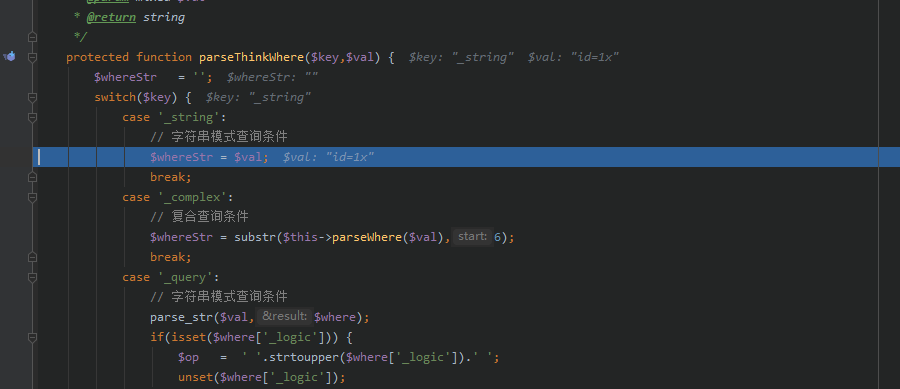 * @return string
*/
protected function parseThinkWhere($key,$val) { $key: "_string" $val: "id=1x"
$whereStr = ''; $whereStr: ""
switch($key) { $key: "_string"
case '_string':
// 字符串模式查询条件
$whereStr = $val; $val: "id=1x"
break;
case '_complex':
// 复合查询条件
$whereStr = substr($this->parseWhere($val), start: 6);
break;
case '_query':
// 字符串模式查询条件
parse_str($val, &result: $where);
if(isset($where['_logic'])) {
$op = ' '.strtoupper($where['_logic']).' ';
unset($where['_logic']);